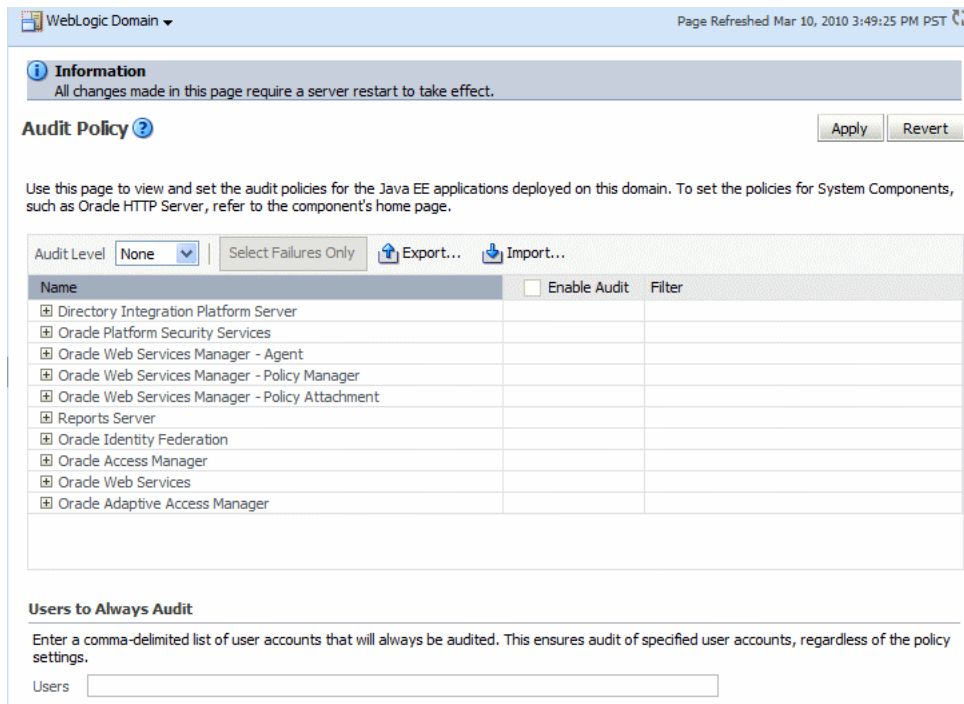 WebLogic Domain
Page Refreshed Mar 10, 2010 3:49:25 PM PST
Information
All changes made in this page require a server restart to take effect.
Audit Policy
Apply Revert
Use this page to view and set the audit policies for the Java EE applications deployed on this domain. To set the policies for System Components,
such as Oracle HTTP Server, refer to the component's home page.
Audit Level None Select Failures Only Export... Import...
Name Enable Audit Filter
Directory Integration Platform Server
Oracle Platform Security Services
Oracle Web Services Manager - Agent
Oracle Web Services Manager - Policy Manager
Oracle Web Services Manager - Policy Attachment
Reports Server
Oracle Identity Federation
Oracle Access Manager
Oracle Web Services
Oracle Adaptive Access Manager
Users to Always Audit
Enter a comma-delimited list of user accounts that will always be audited. This ensures audit of specified user accounts, regardless of the policy
settings.
Users